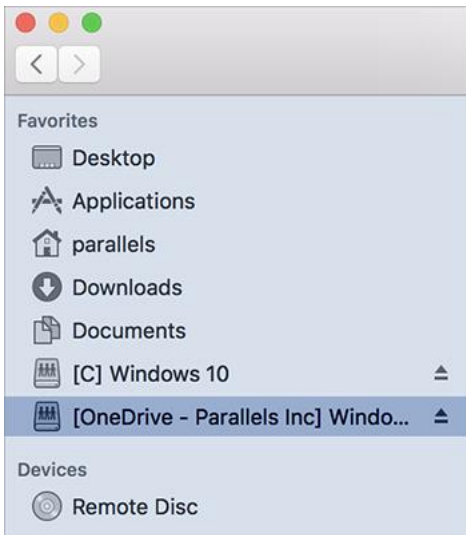 Favorites
Desktop
Applications
parallels
Downloads
Documents
[C] Windows 10
[OneDrive - Parallels Inc] Windo...
Devices
Remote Disc